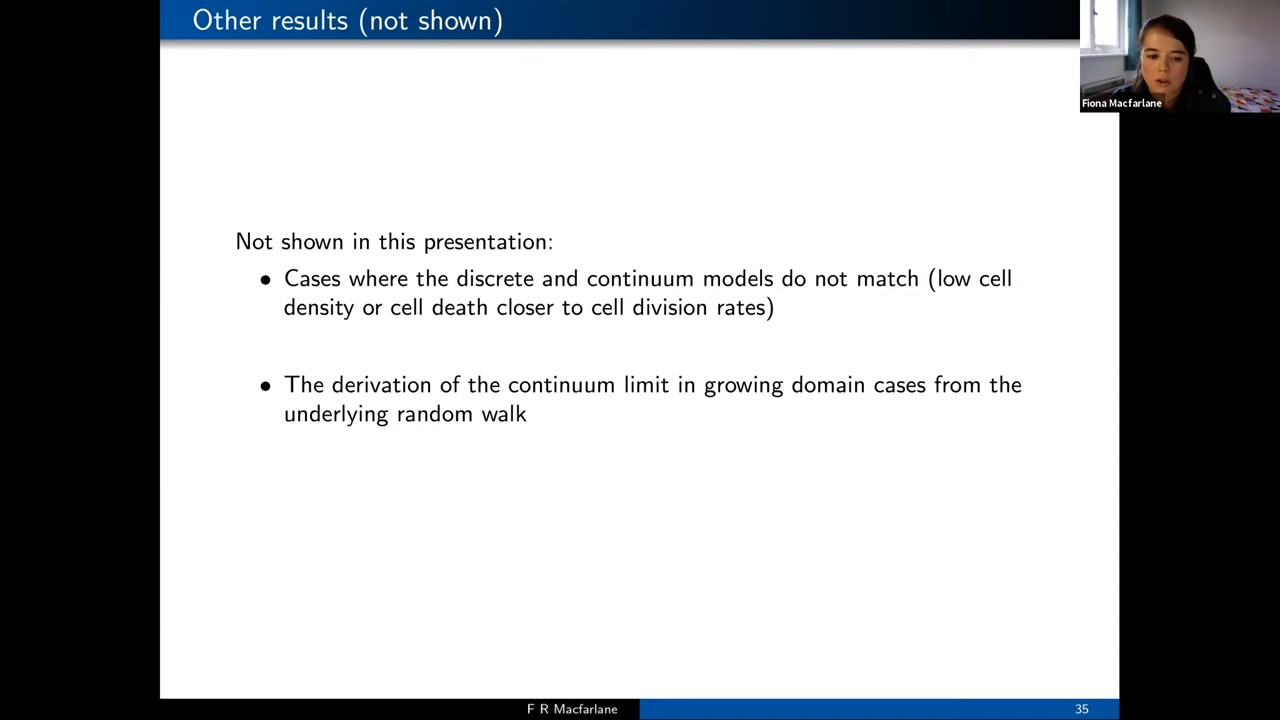 Other results (not shown)
Fiona Macfarlane
Not shown in this presentation:
• Cases where the discrete and continuum models do not match (low cell
density or cell death closer to cell division rates)
• The derivation of the continuum limit in growing domain cases from the
underlying random walk
F R Macfarlane
35